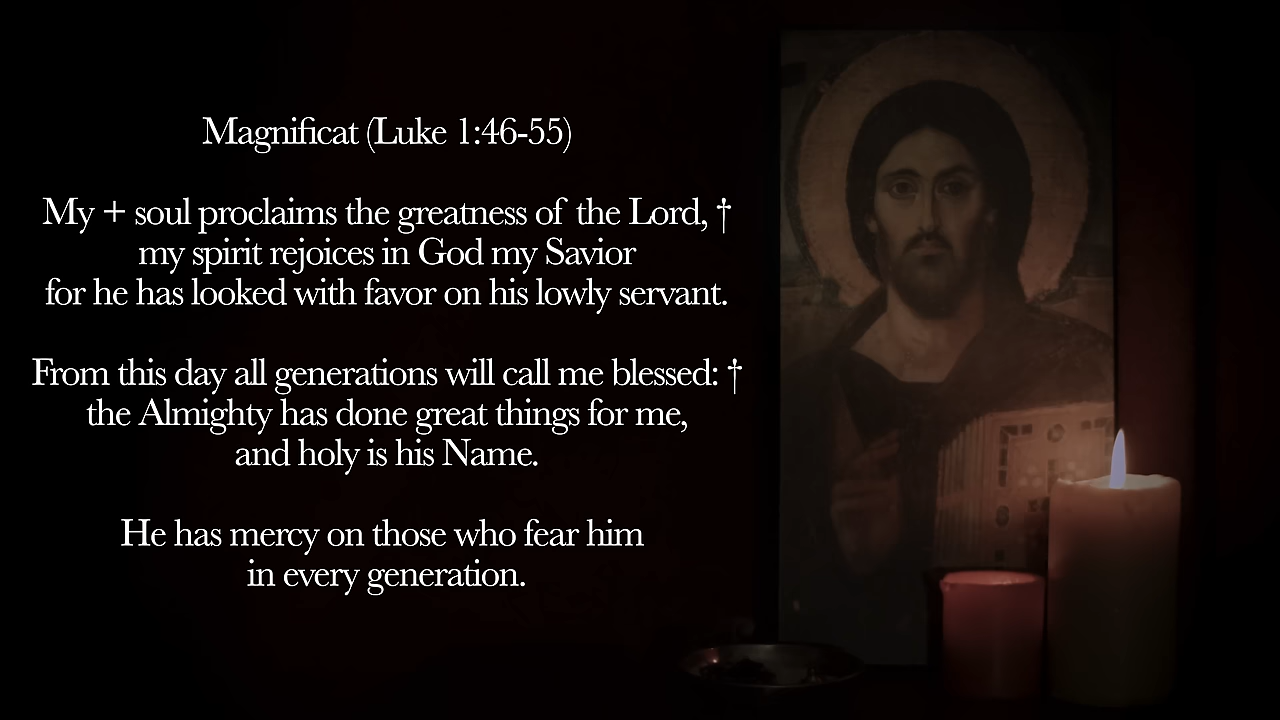 Magnificat (Luke 1:46-55)
My + soul proclaims the greatness of the Lord, †
my spirit rejoices in God my Savior
for he has looked with favor on his lowly servant.
From this day all generations will call me blessed: †
the Almighty has done great things for me,
and holy is his Name.
He has mercy on those who fear him
in every generation.